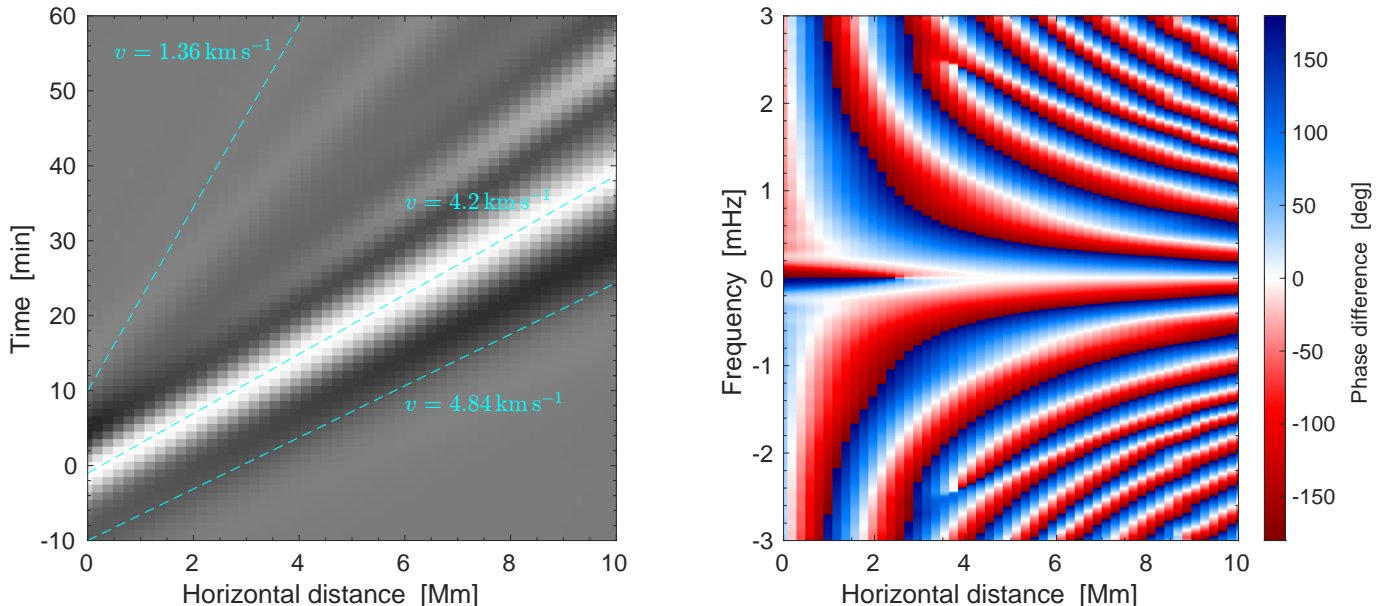 60
50
40
30
20
10
0
-10
Time [min]
v = 1.36 km s⁻¹
v = 4.2 km s⁻¹
v = 4.84 km s⁻¹
0 2 4 6 8 10
Horizontal distance [Mm]
3
2
1
0
-1
-2
-3
Frequency [mHz]
0 2 4 6 8 10
Horizontal distance [Mm]
150
100
50
0
-50
-100
-150
Phase difference [deg]